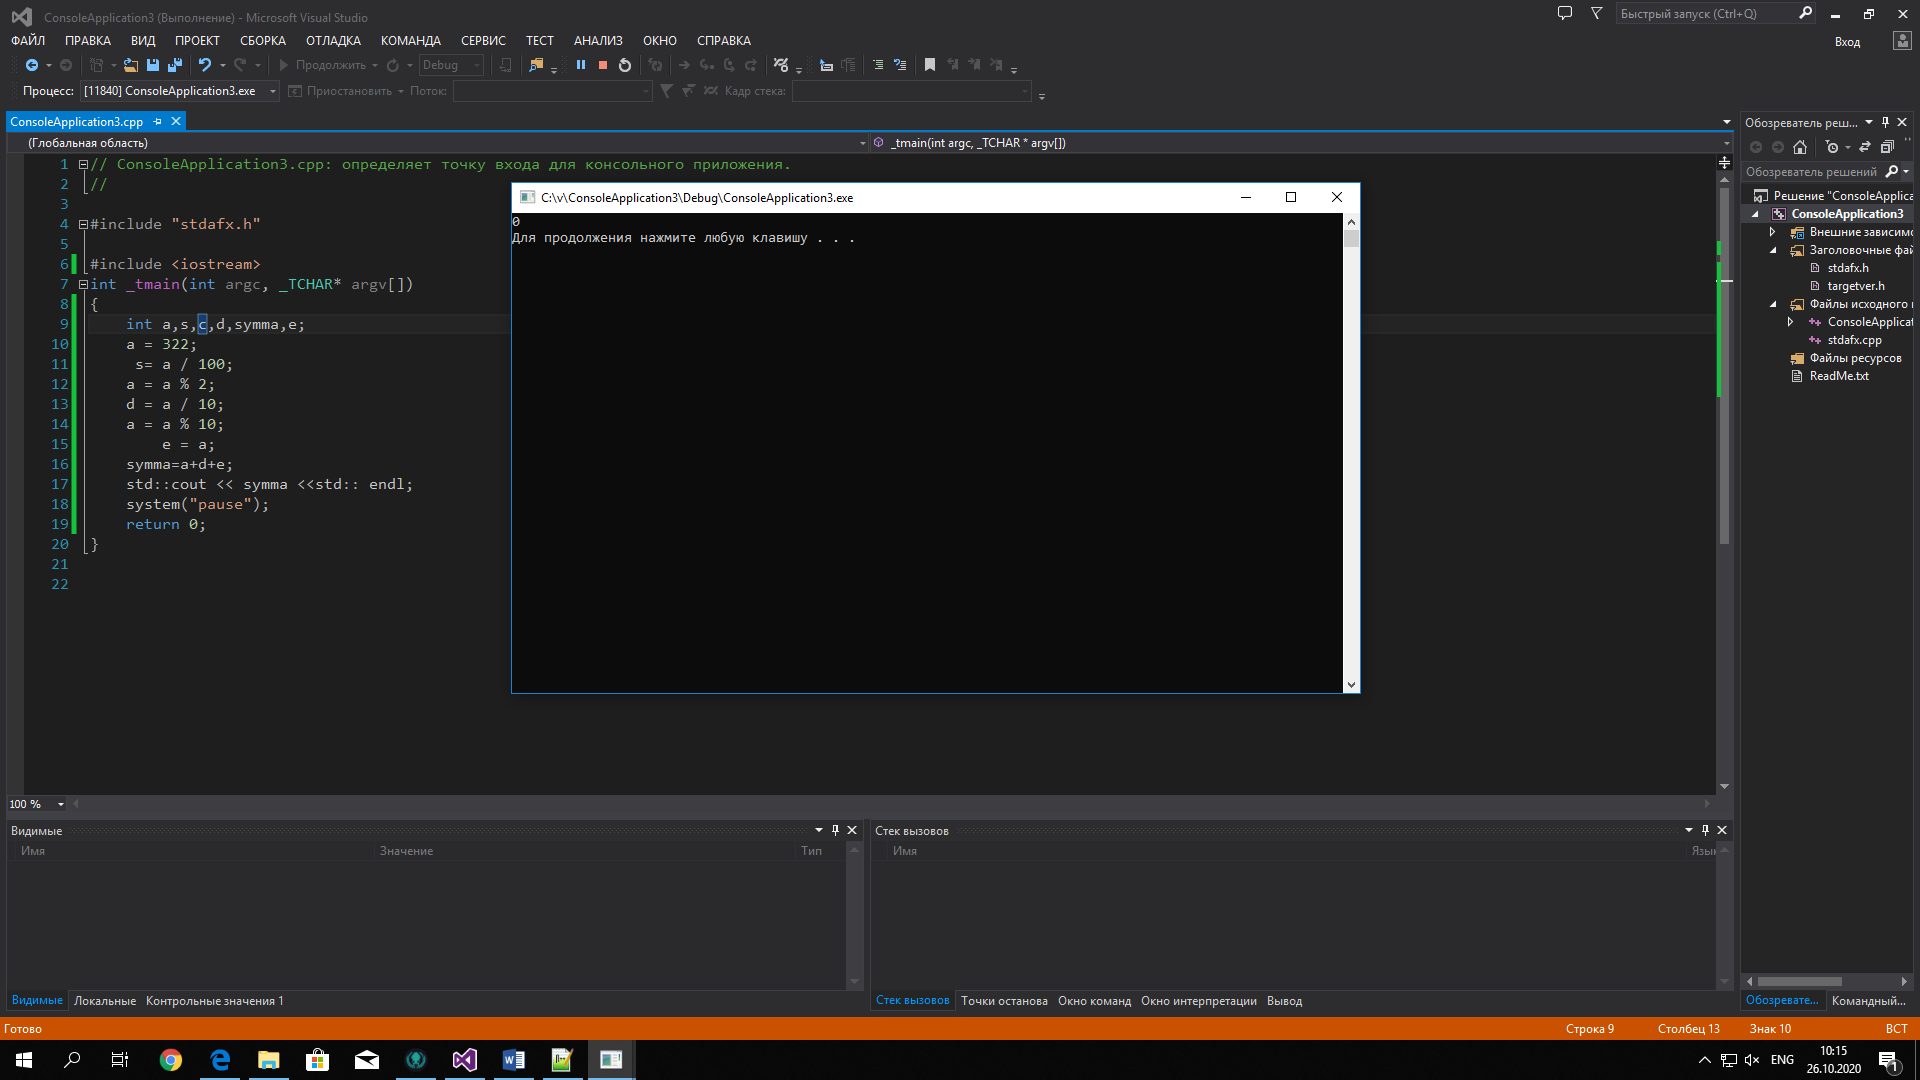 ConsoleApplication3 (Выполнение) - Microsoft Visual Studio
Быстрый запуск (Ctrl+Q)
ФАЙЛ ПРАВКА ВИД ПРОЕКТ СБОРКА ОТЛАДКА КОМАНДА СЕРВИС ТЕСТ АНАЛИЗ ОКНО СПРАВКА
Вход
Продолжить Debug
Процесс: [11840] ConsoleApplication3.exe Приостановить Поток: Кадр стека:
ConsoleApplication3.cpp
(Глобальная область) _tmain(int argc, _TCHAR * argv[])
1 // ConsoleApplication3.cpp: определяет точку входа для консольного приложения.
2 //
3
4 #include "stdafx.h"
5
6 #include <iostream>
7 int _tmain(int argc, _TCHAR* argv[])
8 {
9 int a,s,c,d,symma,e;
10 a = 322;
11 s= a / 100;
12 a = a % 2;
13 d = a / 10;
14 a = a % 10;
15 e = a;
16 symma=a+d+e;
17 std::cout << symma <<std:: endl;
18 system("pause");
19 return 0;
20 }
21
22
C:\v\ConsoleApplication3\Debug\ConsoleApplication3.exe
0
Для продолжения нажмите любую клавишу . . .
Обозреватель реш...
Обозреватель решений
Решение "ConsoleApplica
ConsoleApplication3
Внешние зависимо
Заголовочные фай
stdafx.h
targetver.h
Файлы исходного
ConsoleApplicat
stdafx.cpp
Файлы ресурсов
ReadMe.txt
100 %
Видимые
Имя Значение Тип
Видимые Локальные Контрольные значения 1
Стек вызовов
Имя Язык
Стек вызовов Точки останова Окно команд Окно интерпретации Вывод
Обозревате... Командный...
Готово
Строка 9 Столбец 13 Знак 10 ВСТ
ENG
10:15
26.10.2020
1